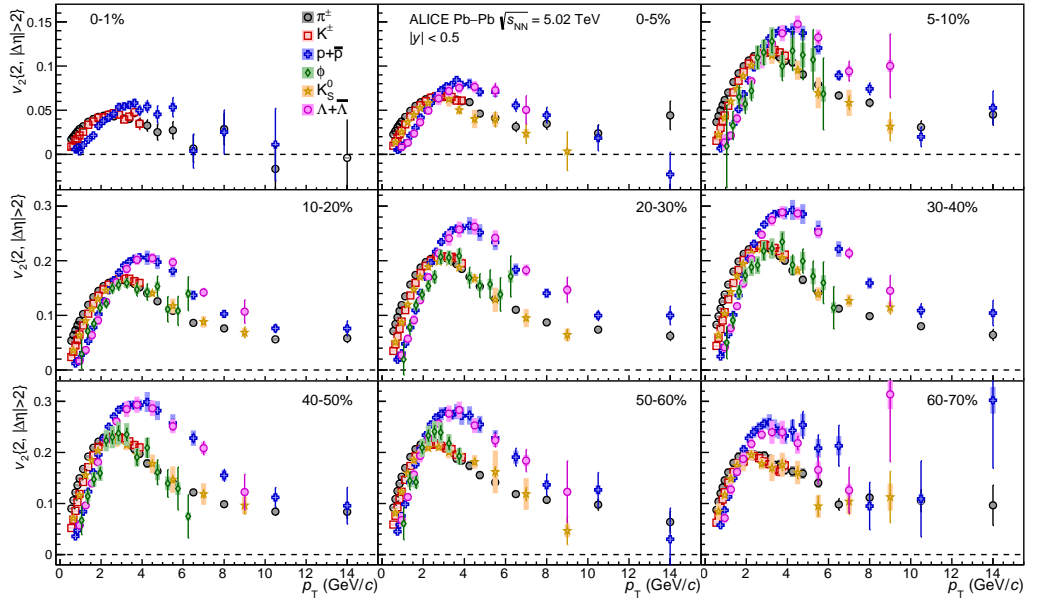 0-1%
π±
K±
p+p̅
ϕ
K⁰S
Λ+Λ̅
ALICE Pb–Pb √sNN = 5.02 TeV
|y| < 0.5
0-5%
5-10%
v₂{2, |Δη|>2}
0.15
0.1
0.05
0
10-20%
20-30%
30-40%
v₂{2, |Δη|>2}
0.3
0.2
0.1
0
40-50%
50-60%
60-70%
v₂{2, |Δη|>2}
0.3
0.2
0.1
0
0 2 4 6 8 10 12 14
pT (GeV/c)
0 2 4 6 8 10 12 14
pT (GeV/c)
0 2 4 6 8 10 12 14
pT (GeV/c)